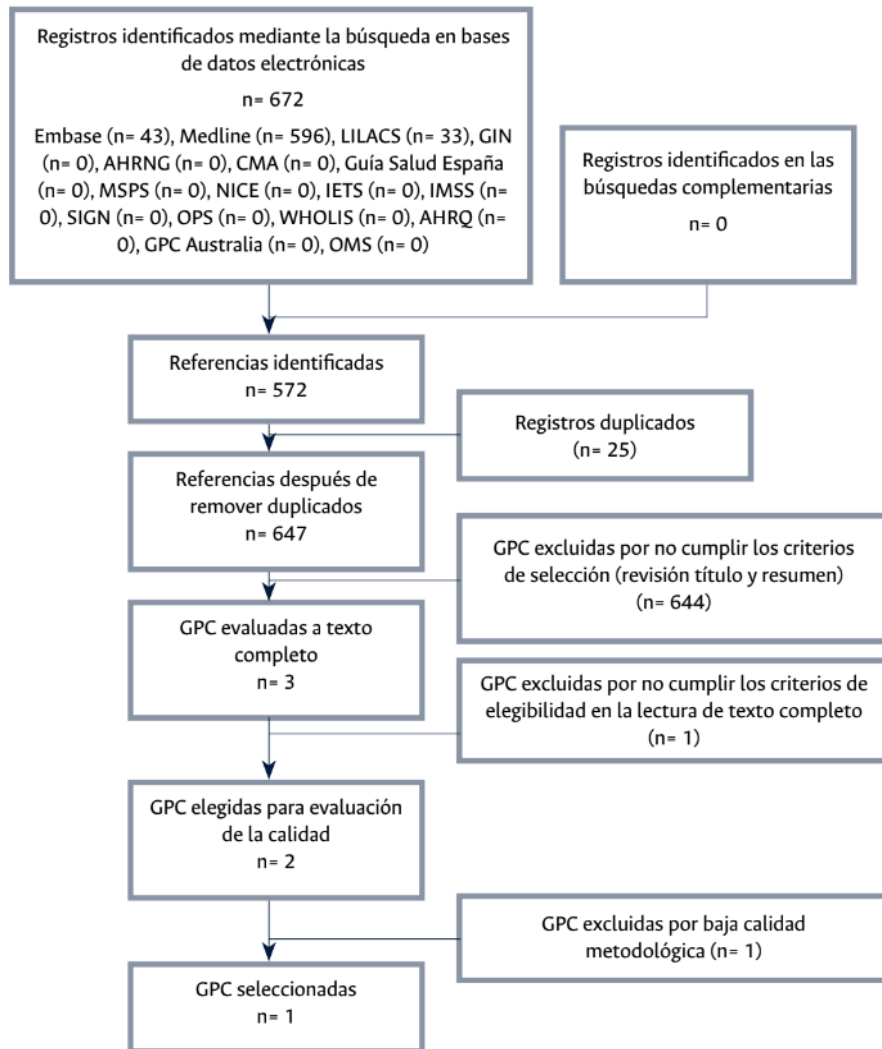 Registros identificados mediante la búsqueda en bases
de datos electrónicas
n= 672
Embase (n= 43), Medline (n= 596), LILACS (n= 33), GIN
(n= 0), AHRNG (n= 0), CMA (n= 0), Guía Salud España
(n= 0), MSPS (n= 0), NICE (n= 0), IETS (n= 0), IMSS (n=
0), SIGN (n= 0), OPS (n= 0), WHOLIS (n= 0), AHRQ (n=
0), GPC Australia (n= 0), OMS (n= 0)
Registros identificados en las
búsquedas complementarias
n= 0
Referencias identificadas
n= 572
Registros duplicados
(n= 25)
Referencias después de
remover duplicados
n= 647
GPC excluidas por no cumplir los criterios
de selección (revisión título y resumen)
(n= 644)
GPC evaluadas a texto
completo
n= 3
GPC excluidas por no cumplir los criterios de
elegibilidad en la lectura de texto completo
(n= 1)
GPC elegidas para evaluación
de la calidad
n= 2
GPC excluidas por baja calidad
metodológica (n= 1)
GPC seleccionadas
n= 1